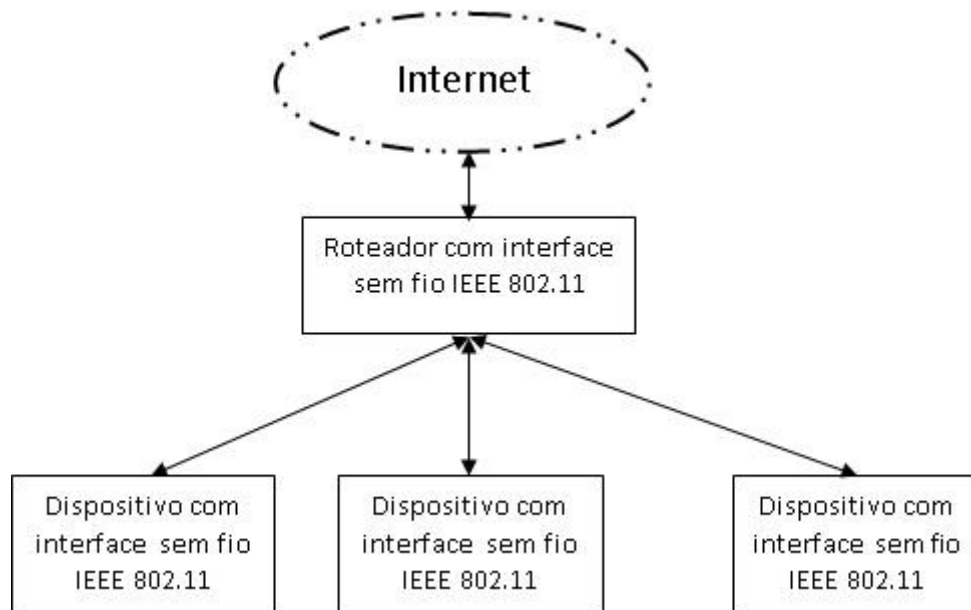 Internet
Roteador com interface
sem fio IEEE 802.11
Dispositivo com
interface sem fio
IEEE 802.11
Dispositivo com
interface sem fio
IEEE 802.11
Dispositivo com
interface sem fio
IEEE 802.11